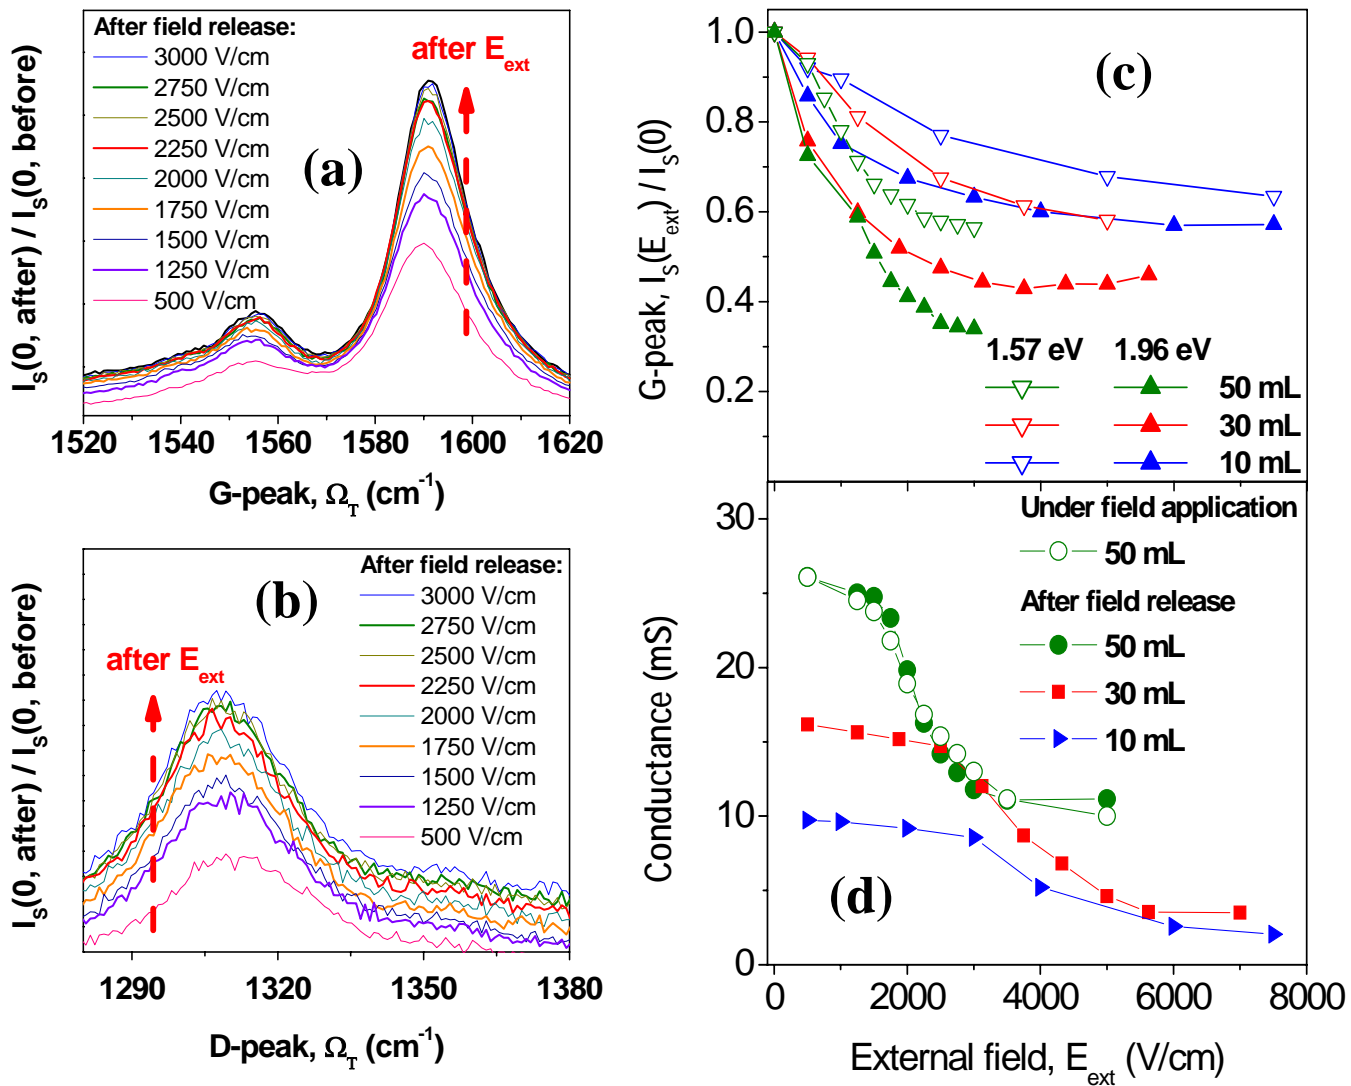 After field release:
3000 V/cm
2750 V/cm
2500 V/cm
2250 V/cm
2000 V/cm
1750 V/cm
1500 V/cm
1250 V/cm
500 V/cm
(a)
after E_ext
I_S(0, after) / I_S(0, before)
1520 1540 1560 1580 1600 1620
G-peak, Ω_T (cm⁻¹)
After field release:
3000 V/cm
2750 V/cm
2500 V/cm
2250 V/cm
2000 V/cm
1750 V/cm
1500 V/cm
1250 V/cm
500 V/cm
(b)
after E_ext
I_S(0, after) / I_S(0, before)
1290 1320 1350 1380
D-peak, Ω_T (cm⁻¹)
(c)
G-peak, I_S(E_ext) / I_S(0)
1.0
0.8
0.6
0.4
0.2
1.57 eV 1.96 eV
50 mL
30 mL
10 mL
Under field application
50 mL
After field release
50 mL
30 mL
10 mL
(d)
Conductance (mS)
30
20
10
0
0 2000 4000 6000 8000
External field, E_ext (V/cm)